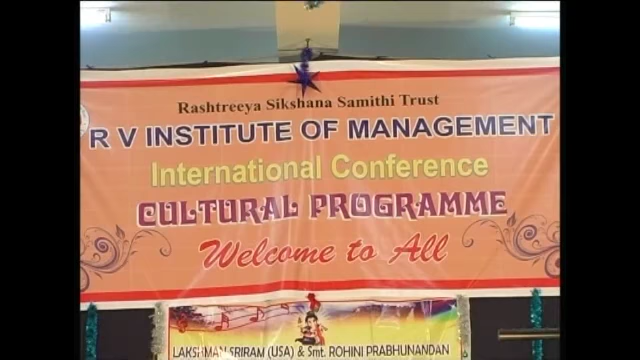 Rashtreeya Sikshana Samithi Trust
R V INSTITUTE OF MANAGEMENT
International Conference
CULTURAL PROGRAMME
Welcome to All
LAKSHMAN SRIRAM (USA) & Smt. ROHINI PRABHUNANDAN